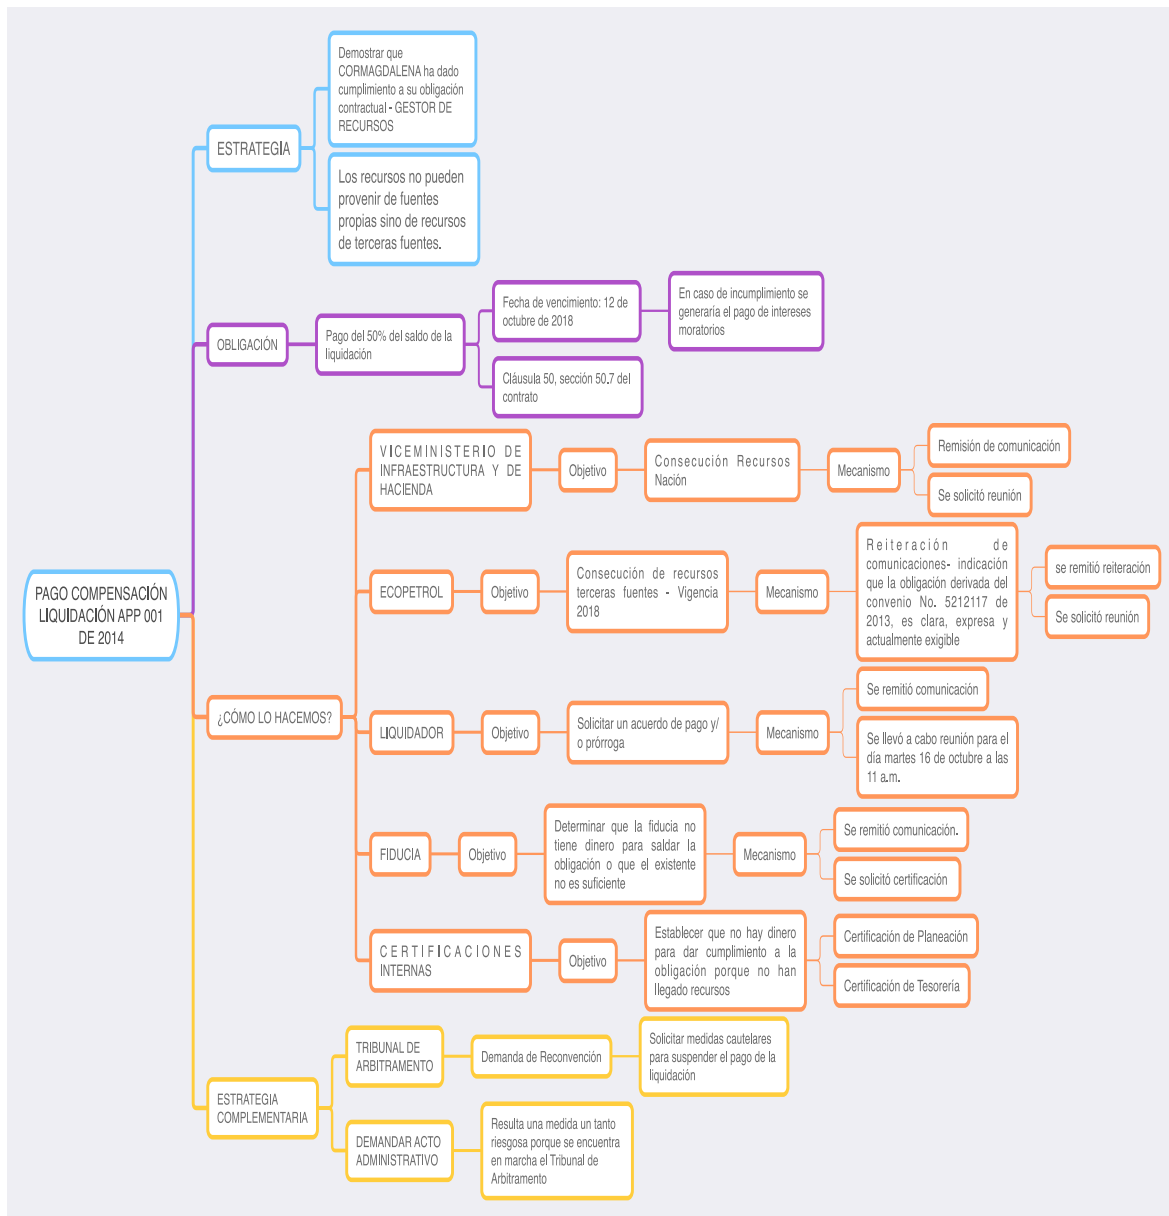 Demostrar que
CORMAGDALENA ha dado
cumplimiento a su obligación
contractual - GESTOR DE
RECURSOS
ESTRATEGIA
Los recursos no pueden
provenir de fuentes
propias sino de recursos
de terceras fuentes.
OBLIGACIÓN
Pago del 50% del saldo de la
liquidación
Fecha de vencimiento: 12 de
octubre de 2018
En caso de incumplimiento se
generaría el pago de intereses
moratorios
Cláusula 50, sección 50.7 del
contrato
PAGO COMPENSACIÓN
LIQUIDACIÓN APP 001
DE 2014
¿CÓMO LO HACEMOS?
VICEMINISTERIO DE
INFRAESTRUCTURA Y DE
HACIENDA
Objetivo
Consecución Recursos
Nación
Mecanismo
Remisión de comunicación
Se solicitó reunión
ECOPETROL
Objetivo
Consecución de recursos
terceras fuentes - Vigencia
2018
Mecanismo
Reiteración de
comunicaciones- indicación
que la obligación derivada del
convenio No. 5212117 de
2013, es clara, expresa y
actualmente exigible
se remitió reiteración
Se solicitó reunión
LIQUIDADOR
Objetivo
Solicitar un acuerdo de pago y/
o prórroga
Mecanismo
Se remitió comunicación
Se llevó a cabo reunión para el
día martes 16 de octubre a las
11 a.m.
FIDUCIA
Objetivo
Determinar que la fiducia no
tiene dinero para saldar la
obligación o que el existente
no es suficiente
Mecanismo
Se remitió comunicación.
Se solicitó certificación
CERTIFICACIONES
INTERNAS
Objetivo
Establecer que no hay dinero
para dar cumplimiento a la
obligación porque no han
llegado recursos
Certificación de Planeación
Certificación de Tesorería
ESTRATEGIA
COMPLEMENTARIA
TRIBUNAL DE
ARBITRAMENTO
Demanda de Reconvención
Solicitar medidas cautelares
para suspender el pago de la
liquidación
DEMANDAR ACTO
ADMINISTRATIVO
Resulta una medida un tanto
riesgosa porque se encuentra
en marcha el Tribunal de
Arbitramento